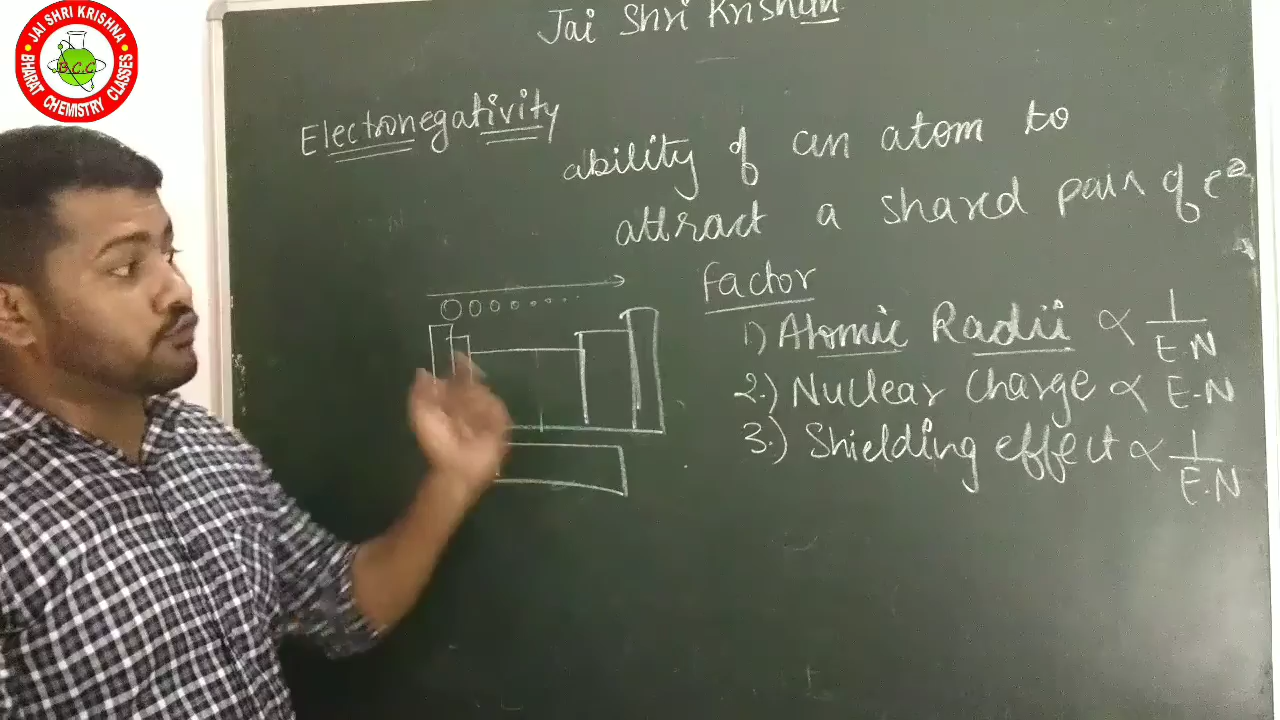 JAI SHRI KRISHNA
B.C.C
BHARAT CHEMISTRY CLASSES
Jai Shri Krishan
Electronegativity
ability of an atom to
attract a shared pair of e⁻s
Factor
1) Atomic Radii ∝ 1/E.N
2.) Nuclear Charge ∝ E.N
3.) Shielding effect ∝ 1/E.N